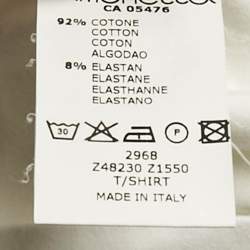 CA 05476
92% COTONE
COTTON
COTON
ALGODAO
8% ELASTAN
ELASTANE
ELASTHANNE
ELASTANO
30 P
2968
Z48230 Z1550
T/SHIRT
MADE IN ITALY